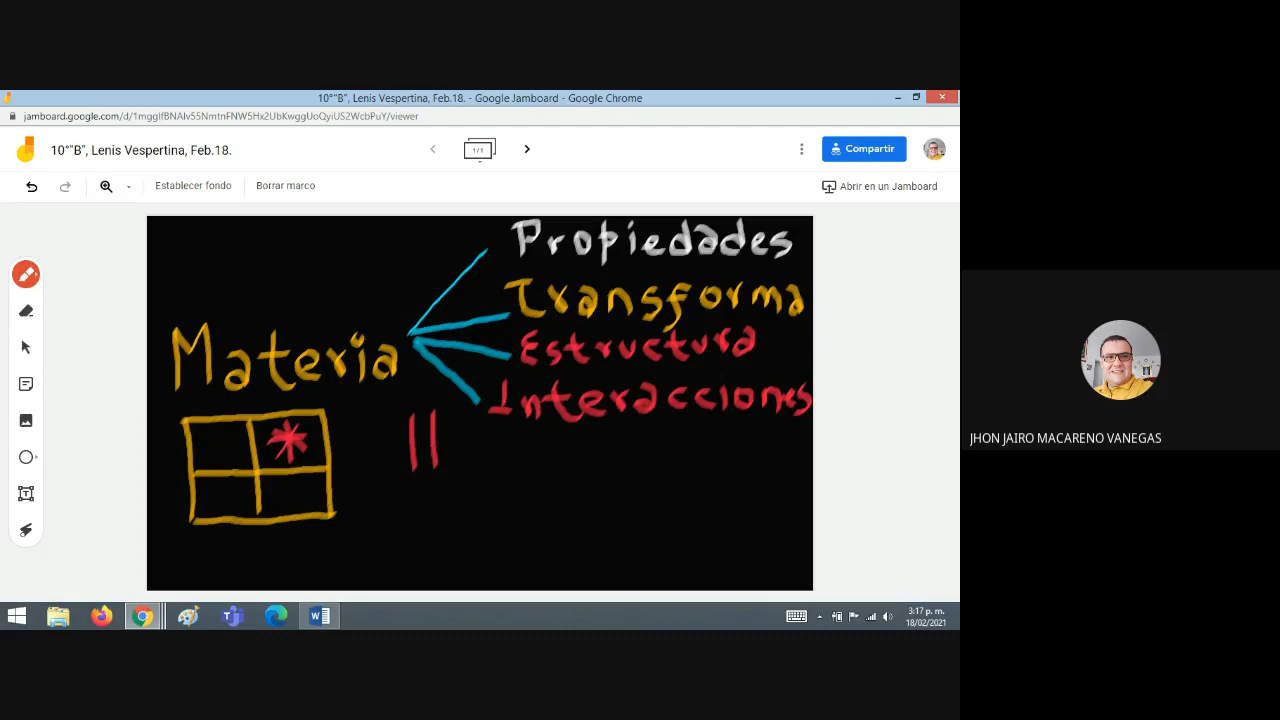 10°"B", Lenis Vespertina, Feb.18. - Google Jamboard - Google Chrome
jamboard.google.com/d/1mgglfBNAlv55NmtnFNW5Hx2UbKwggUoQyiUS2WcbPuY/viewer
10°"B", Lenis Vespertina, Feb.18.
1/1
Compartir
Establecer fondo
Borrar marco
Abrir en un Jamboard
Propiedades
Transforma
Materia
Estructura
Interacciones
JHON JAIRO MACARENO VANEGAS
3:17 p. m.
18/02/2021